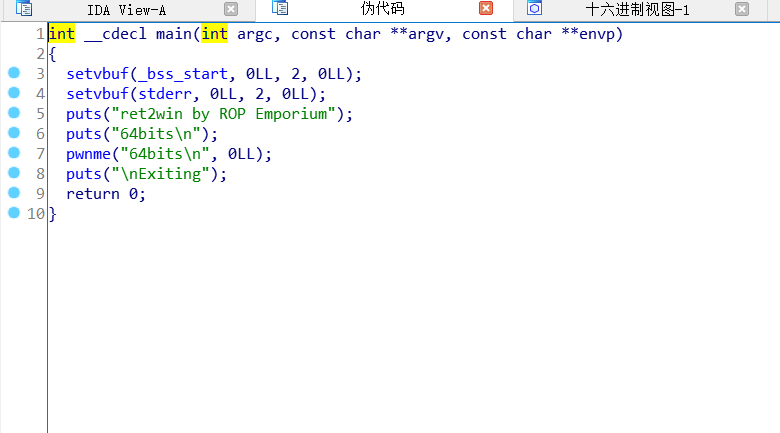 IDA View-A 伪代码 十六进制视图-1
1 int __cdecl main(int argc, const char **argv, const char **envp)
2 {
3   setvbuf(_bss_start, 0LL, 2, 0LL);
4   setvbuf(stderr, 0LL, 2, 0LL);
5   puts("ret2win by ROP Emporium");
6   puts("64bits\n");
7   pwnme("64bits\n", 0LL);
8   puts("\nExiting");
9   return 0;
10 }